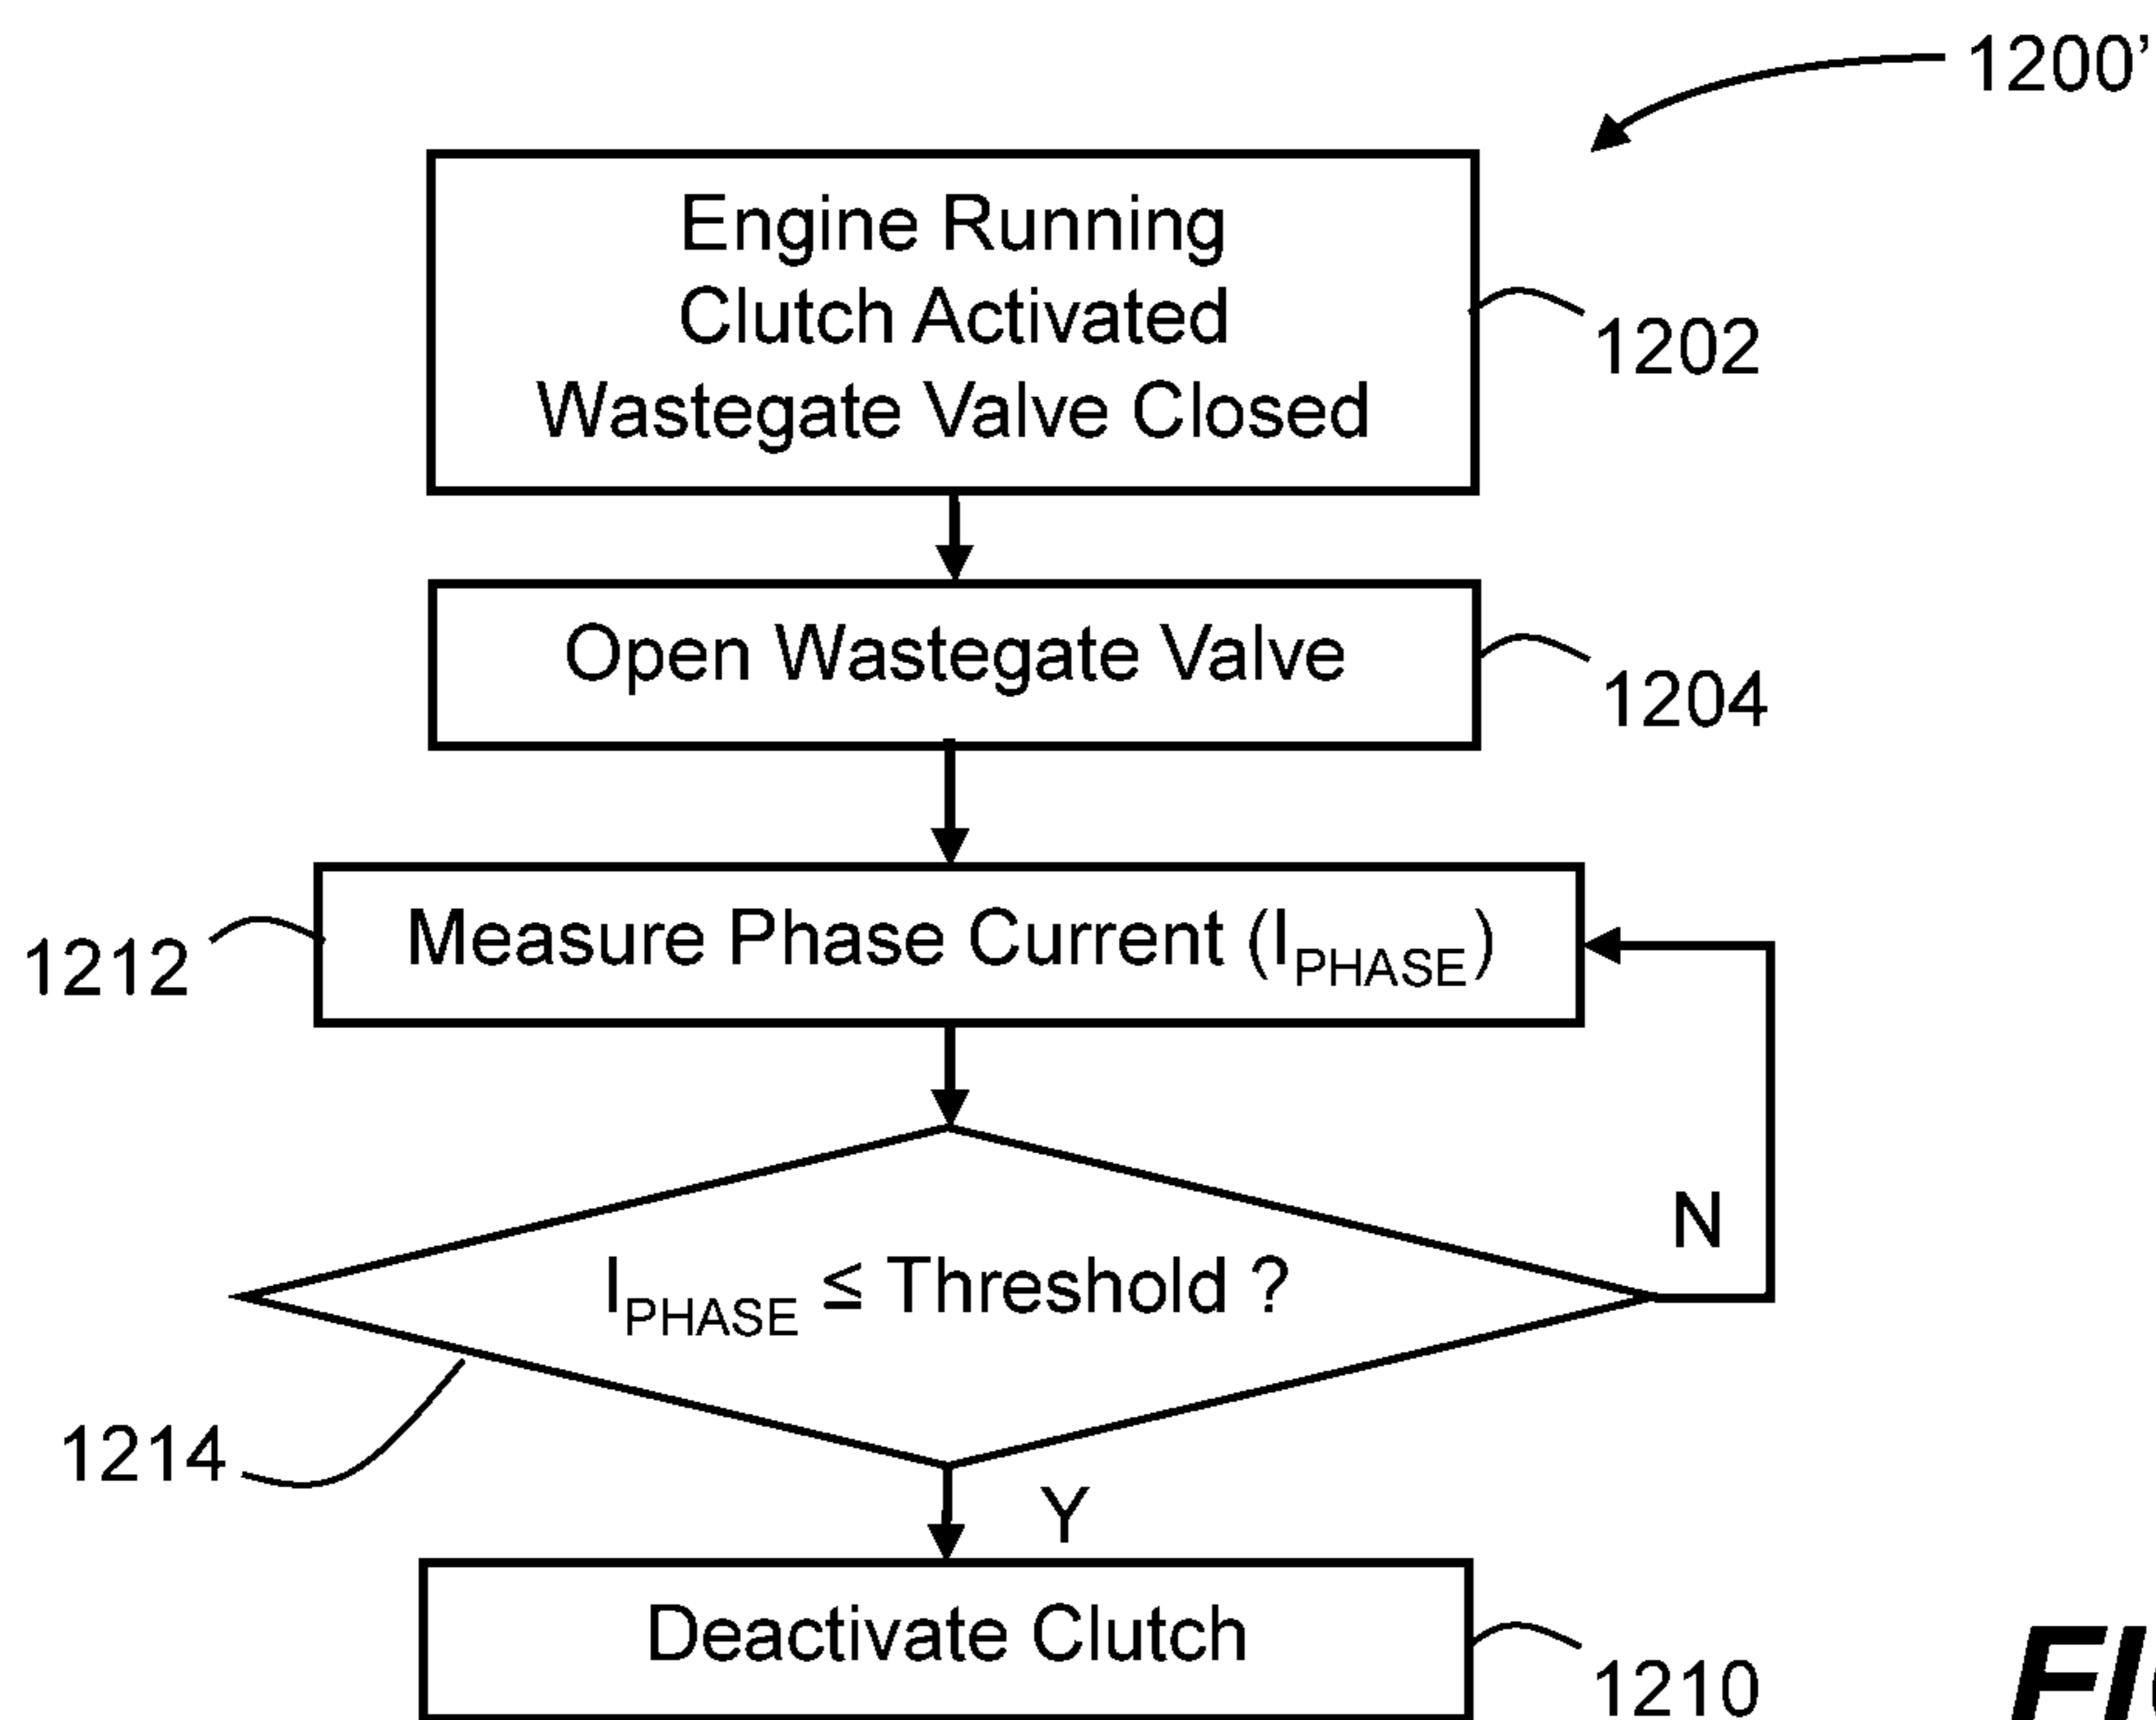 1200’
Engine Running
Clutch Activated
Wastegate Valve Closed
1202
Open Wastegate Valve
1204
Measure Phase Current (IPHASE)
1212
IPHASE ≤ Threshold ?
N
1214
Y
Deactivate Clutch
1210